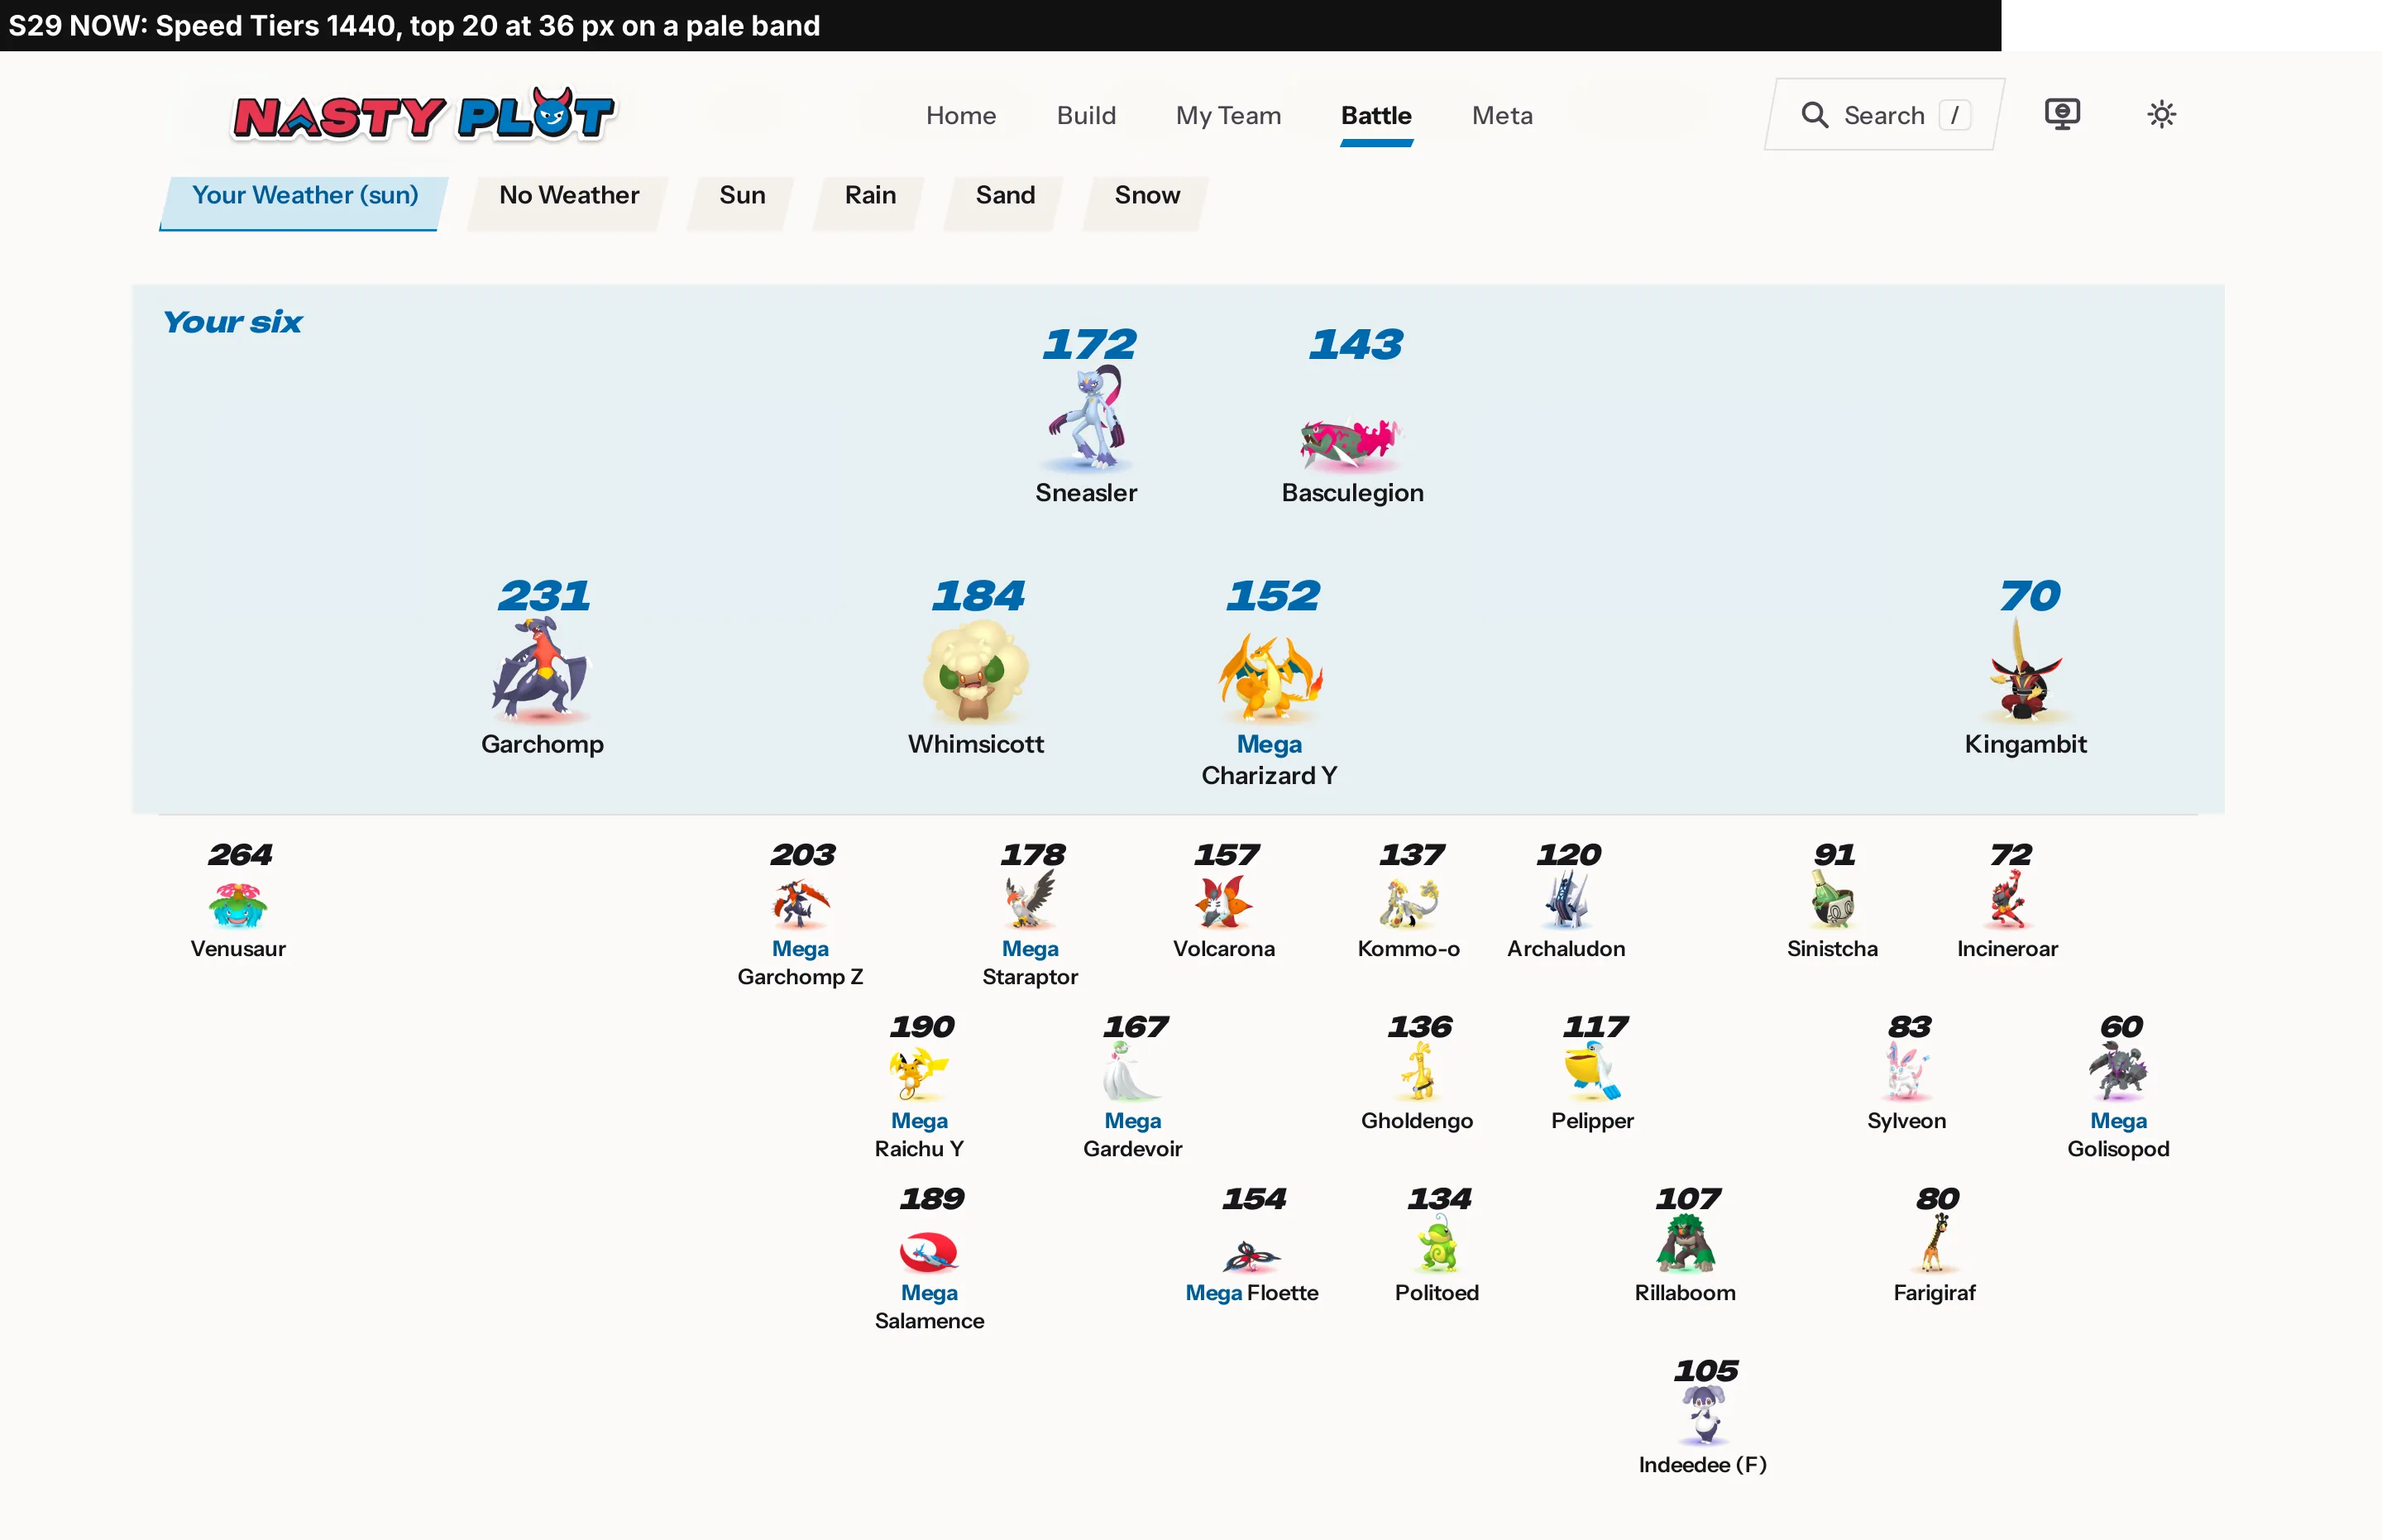 S29 NOW: Speed Tiers 1440, top 20 at 36 px on a pale band
NASTY PLOT
Home Build My Team Battle Meta
Search /
Your Weather (sun) No Weather Sun Rain Sand Snow
Your six
172 143
Sneasler Basculegion
231 184 152 70
Garchomp Whimsicott Mega Kingambit
Charizard Y
264 203 178 157 137 120 91 72
Venusaur Mega Mega Volcarona Kommo-o Archaludon Sinistcha Incineroar
Garchomp Z Staraptor
190 167 136 117 83 60
Mega Mega Gholdengo Pelipper Sylveon Mega
Raichu Y Gardevoir Golisopod
189 154 134 107 80
Mega Mega Floette Politoed Rillaboom Farigiraf
Salamence
105
Indeedee (F)